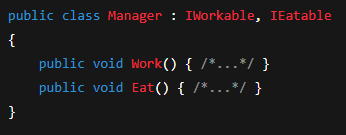 public class Manager : IWorkable, IEatable
{
    public void Work() { /*...*/ }
    public void Eat() { /*...*/ }
}